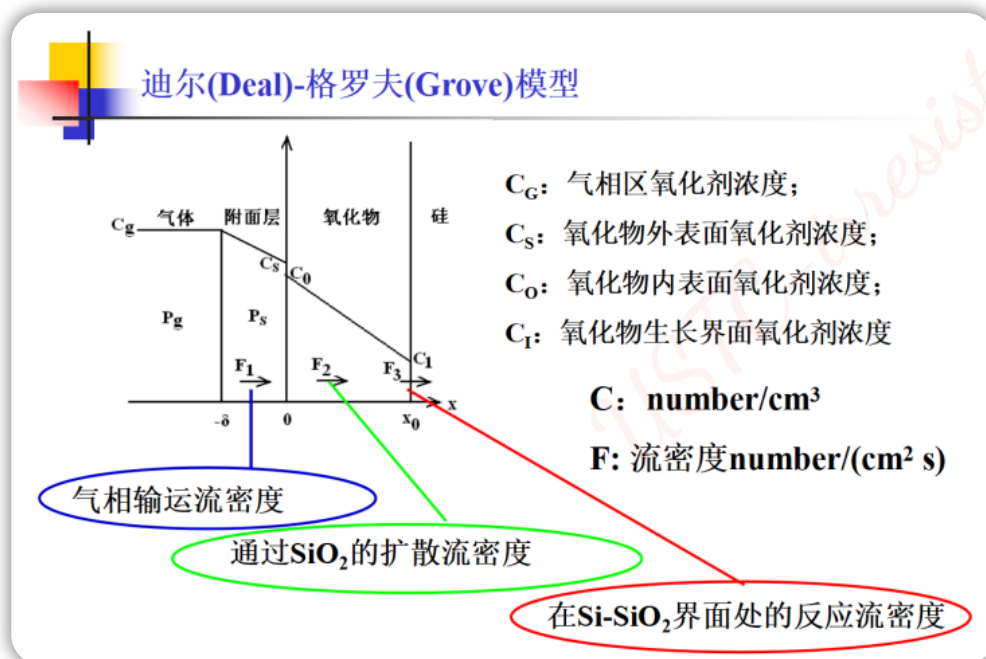 迪尔(Deal)-格罗夫(Grove)模型
C_G：气相区氧化剂浓度；
C_S：氧化物外表面氧化剂浓度；
C_O：氧化物内表面氧化剂浓度；
C_I：氧化物生长界面氧化剂浓度
C：number/cm³
F: 流密度number/(cm² s)
Cg 气体 附面层 氧化物 硅
Cs C0
Pg Ps
C1
F1 F2 F3
-δ 0 x0 x
气相输运流密度
通过SiO₂的扩散流密度
在Si-SiO₂界面处的反应流密度